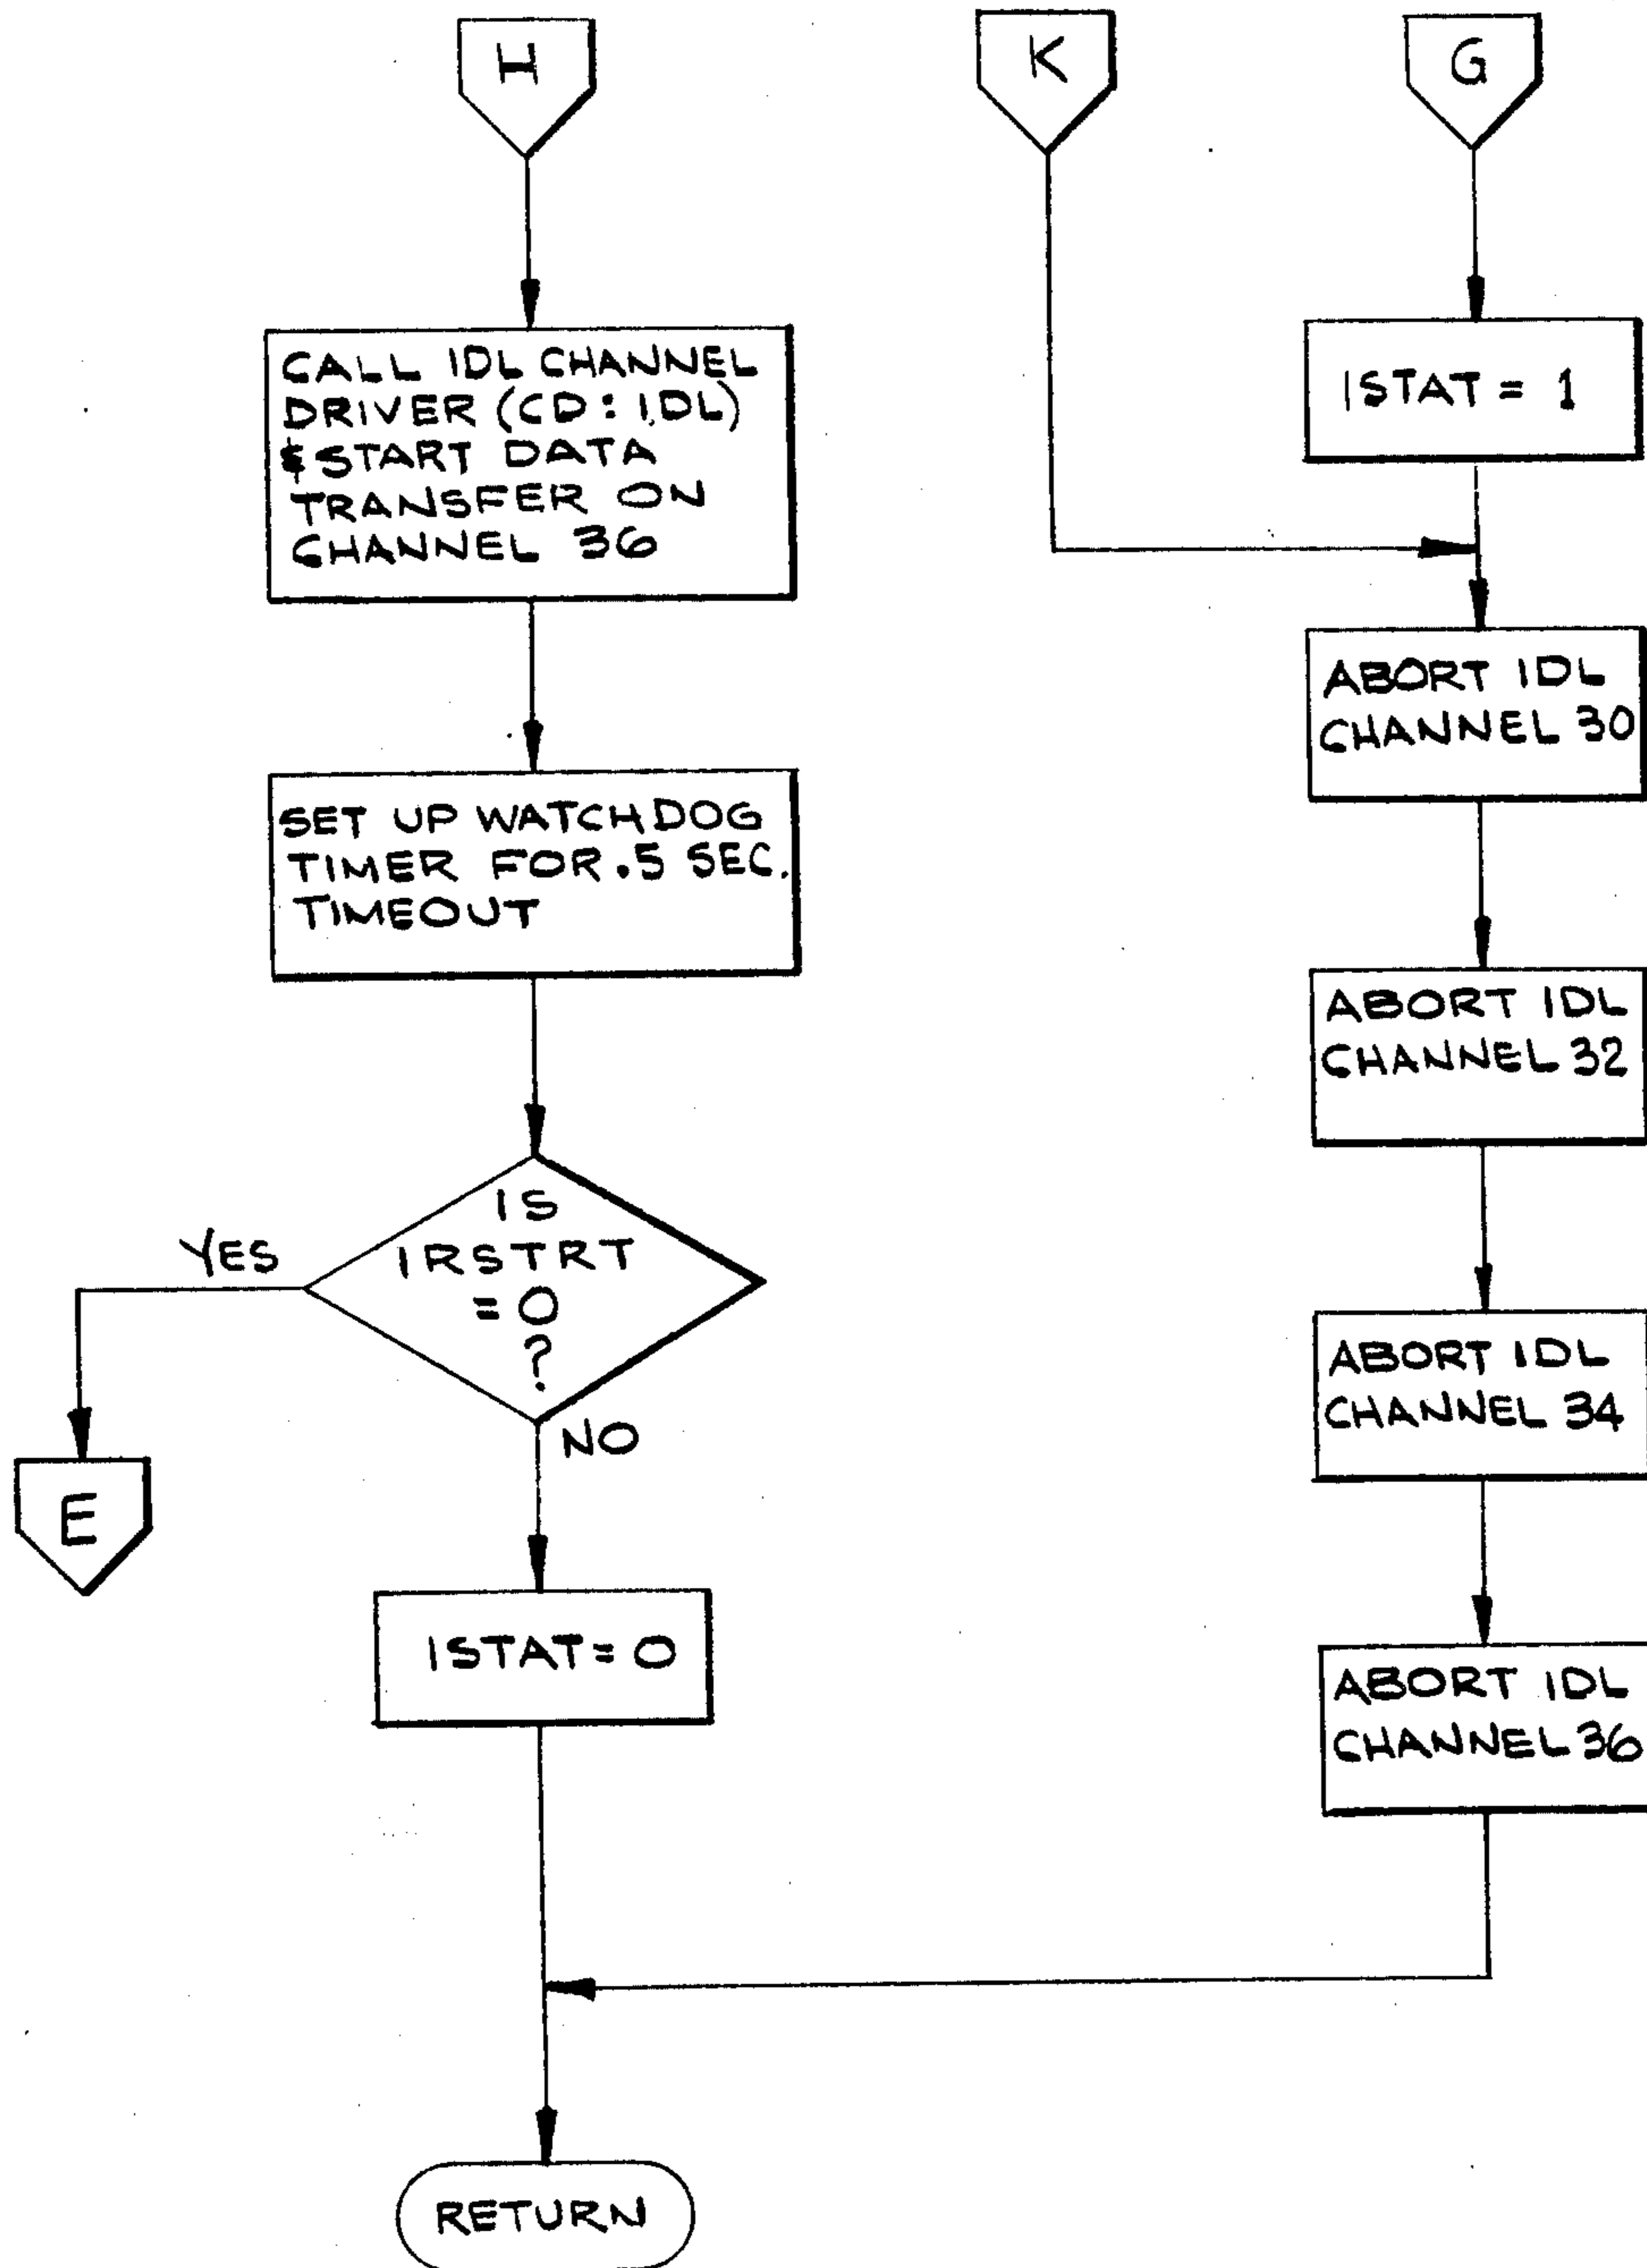 H
K
G
CALL IDL CHANNEL
DRIVER (CD:IDL)
& START DATA
TRANSFER ON
CHANNEL 36
ISTAT = 1
ABORT IDL
CHANNEL 30
SET UP WATCHDOG
TIMER FOR .5 SEC.
TIMEOUT
ABORT IDL
CHANNEL 32
IS
IRSTRT
= 0
?
YES
NO
E
ABORT IDL
CHANNEL 34
ISTAT = 0
ABORT IDL
CHANNEL 36
RETURN